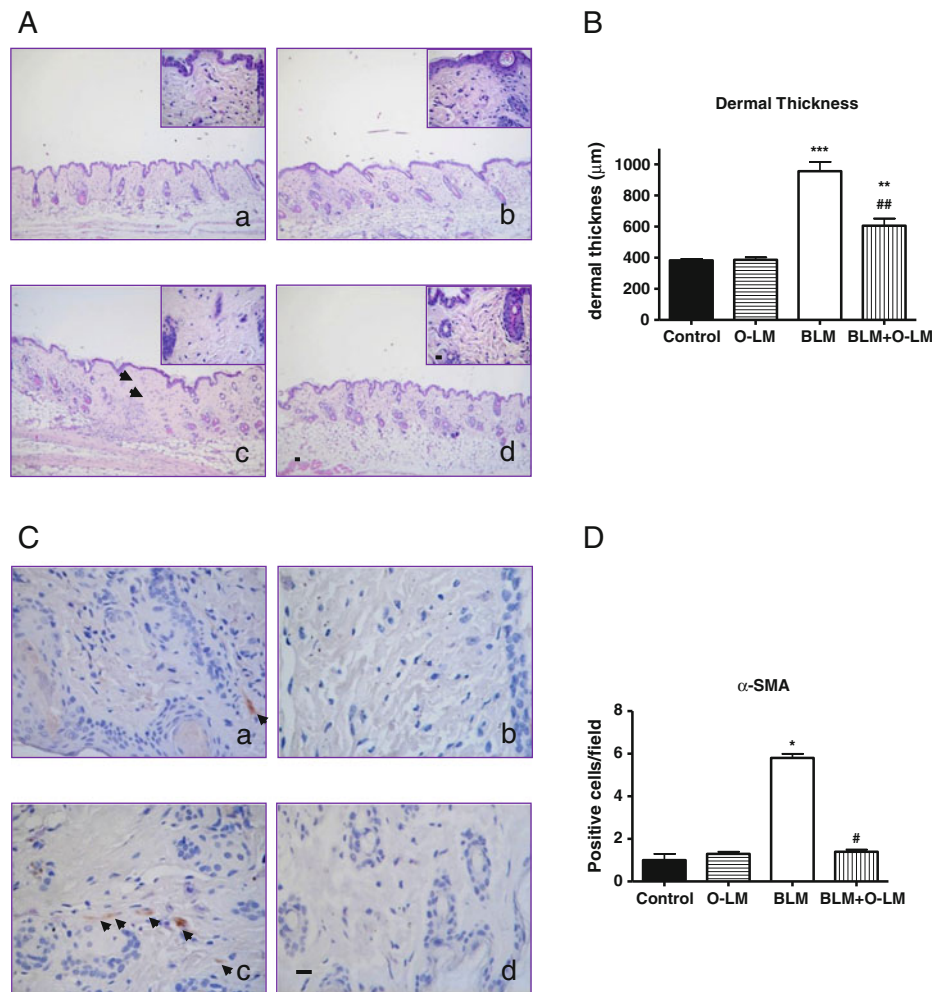 A
a
b
c
d
B
Dermal Thickness
dermal thicknes (μm)
1000
800
600
400
200
0
***
**
##
Control O-LM BLM BLM+O-LM
C
a
b
c
d
D
α-SMA
Positive cells/field
8
6
4
2
0
*
#
Control O-LM BLM BLM+O-LM